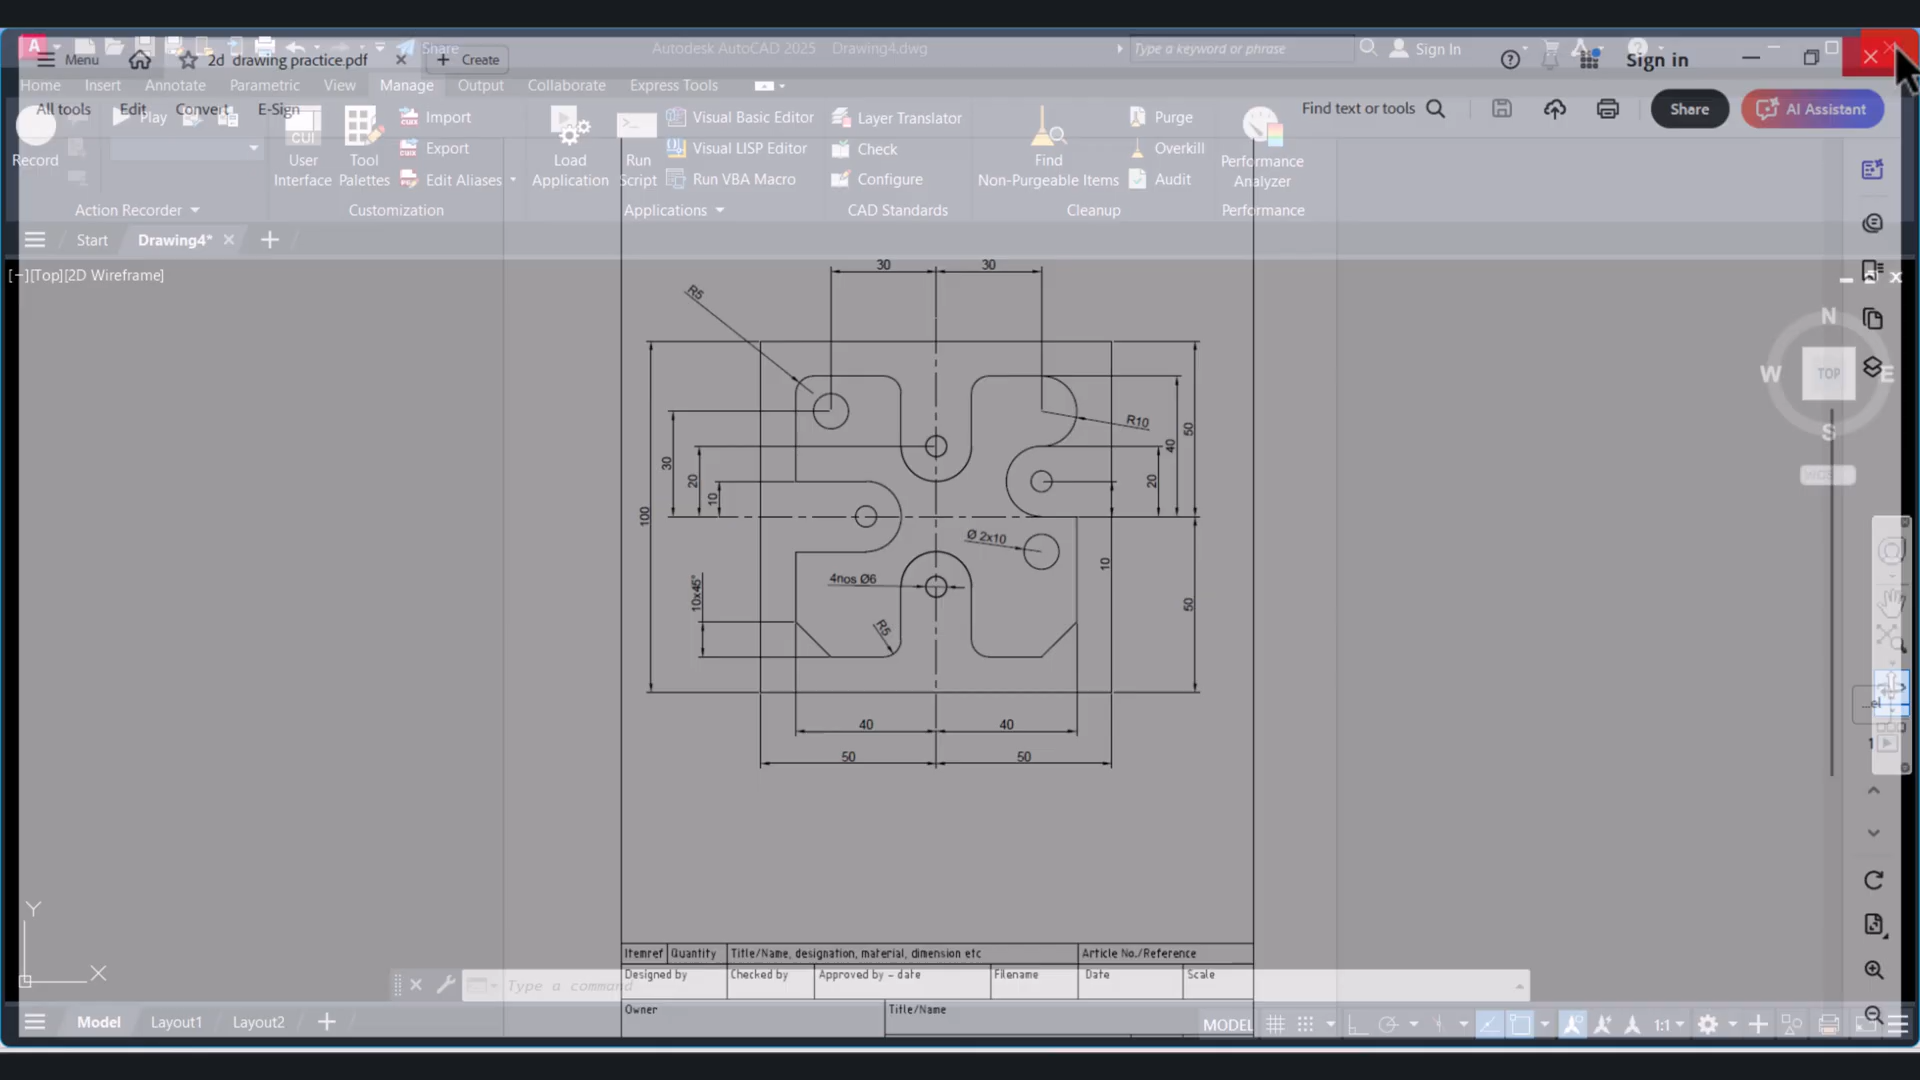 Share
Autodesk AutoCAD 2025 Drawing4.dwg
Type a keyword or phrase
Sign In
Menu
2d drawing practice.pdf
Create
Sign in
Home Insert Annotate Parametric View Manage Output Collaborate Express Tools
All tools Edit Convert E-Sign
Find text or tools
Share
AI Assistant
Play
Record
CUI
User Interface
Tool Palettes
Import
Export
Edit Aliases
Load Application
Run Script
Visual Basic Editor
Visual LISP Editor
Run VBA Macro
Layer Translator
Check
Configure
Find Non-Purgeable Items
Purge
Overkill
Audit
Performance Analyzer
Action Recorder
Customization
Applications
CAD Standards
Cleanup
Performance
Start Drawing4*
[−][Top][2D Wireframe]
30 30
R5
N
W TOP E
S
WCS
R10
50
40
30
20
20
10
100
Ø 2x10
10
4nos Ø6
10x45°
R5
50
40 40
50 50
1
Y
X
Itemref Quantity Title/Name, designation, material, dimension etc Article No./Reference
Designed by Checked by Approved by - date Filename Date Scale
Type a command
Owner Title/Name
Model Layout1 Layout2
MODEL
1:1